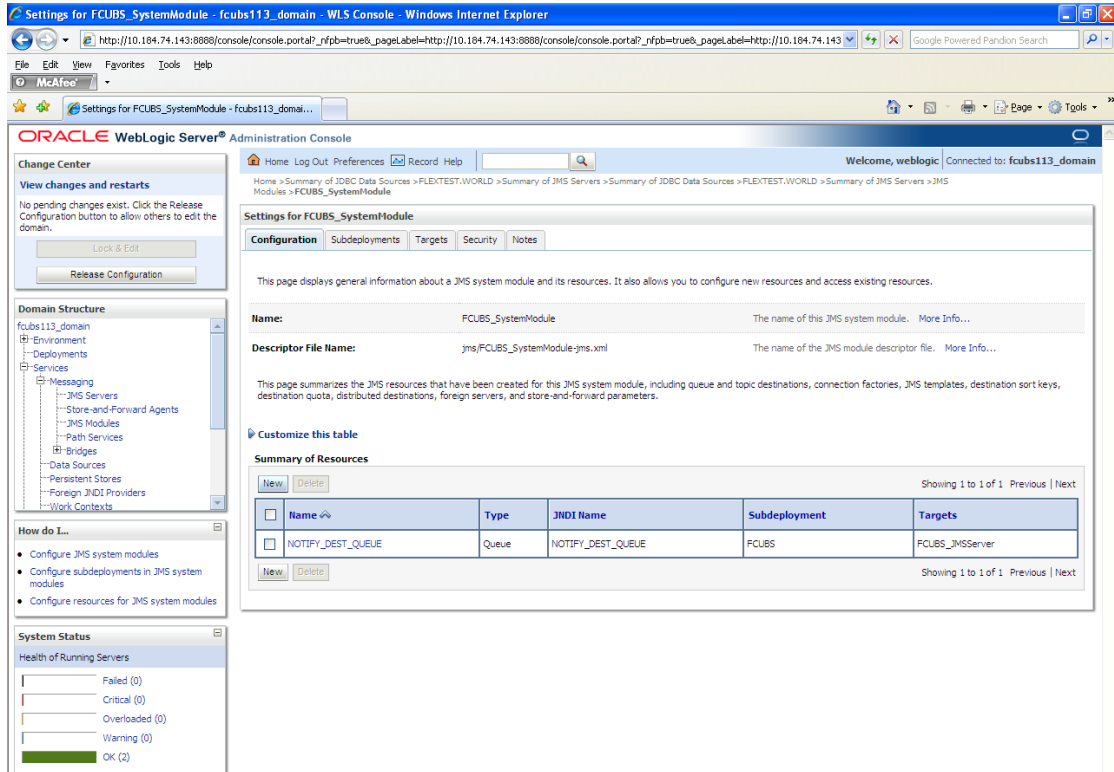 Settings for FCUBS_SystemModule - fcubs113_domain - WLS Console - Windows Internet Explorer
http://10.184.74.143:8888/console/console.portal?_nfpb=true&_pageLabel=http://10.184.74.143:8888/console/console.portal?_nfpb=true&_pageLabel=http://10.184.74.143
Google Powered Pandion Search
File Edit View Favorites Tools Help
McAfee
Settings for FCUBS_SystemModule - fcubs113_domai...
Page Tools »
ORACLE WebLogic Server® Administration Console
Change Center
View changes and restarts
No pending changes exist. Click the Release
Configuration button to allow others to edit the
domain.
Lock & Edit
Release Configuration
Domain Structure
fcubs113_domain
Environment
Deployments
Services
Messaging
JMS Servers
Store-and-Forward Agents
JMS Modules
Path Services
Bridges
Data Sources
Persistent Stores
Foreign JNDI Providers
Work Contexts
How do I...
Configure JMS system modules
Configure subdeployments in JMS system
modules
Configure resources for JMS system modules
System Status
Health of Running Servers
Failed (0)
Critical (0)
Overloaded (0)
Warning (0)
OK (2)
Home Log Out Preferences Record Help
Welcome, weblogic Connected to: fcubs113_domain
Home >Summary of JDBC Data Sources >FLEXTEST.WORLD >Summary of JMS Servers >Summary of JDBC Data Sources >FLEXTEST.WORLD >Summary of JMS Servers >JMS
Modules >FCUBS_SystemModule
Settings for FCUBS_SystemModule
Configuration Subdeployments Targets Security Notes
This page displays general information about a JMS system module and its resources. It also allows you to configure new resources and access existing resources.
Name: FCUBS_SystemModule The name of this JMS system module. More Info...
Descriptor File Name: jms/FCUBS_SystemModule-jms.xml The name of the JMS module descriptor file. More Info...
This page summarizes the JMS resources that have been created for this JMS system module, including queue and topic destinations, connection factories, JMS templates, destination sort keys,
destination quota, distributed destinations, foreign servers, and store-and-forward parameters.
Customize this table
Summary of Resources
New Delete Showing 1 to 1 of 1 Previous | Next
Name Type JNDI Name Subdeployment Targets
NOTIFY_DEST_QUEUE Queue NOTIFY_DEST_QUEUE FCUBS FCUBS_JMSServer
New Delete Showing 1 to 1 of 1 Previous | Next